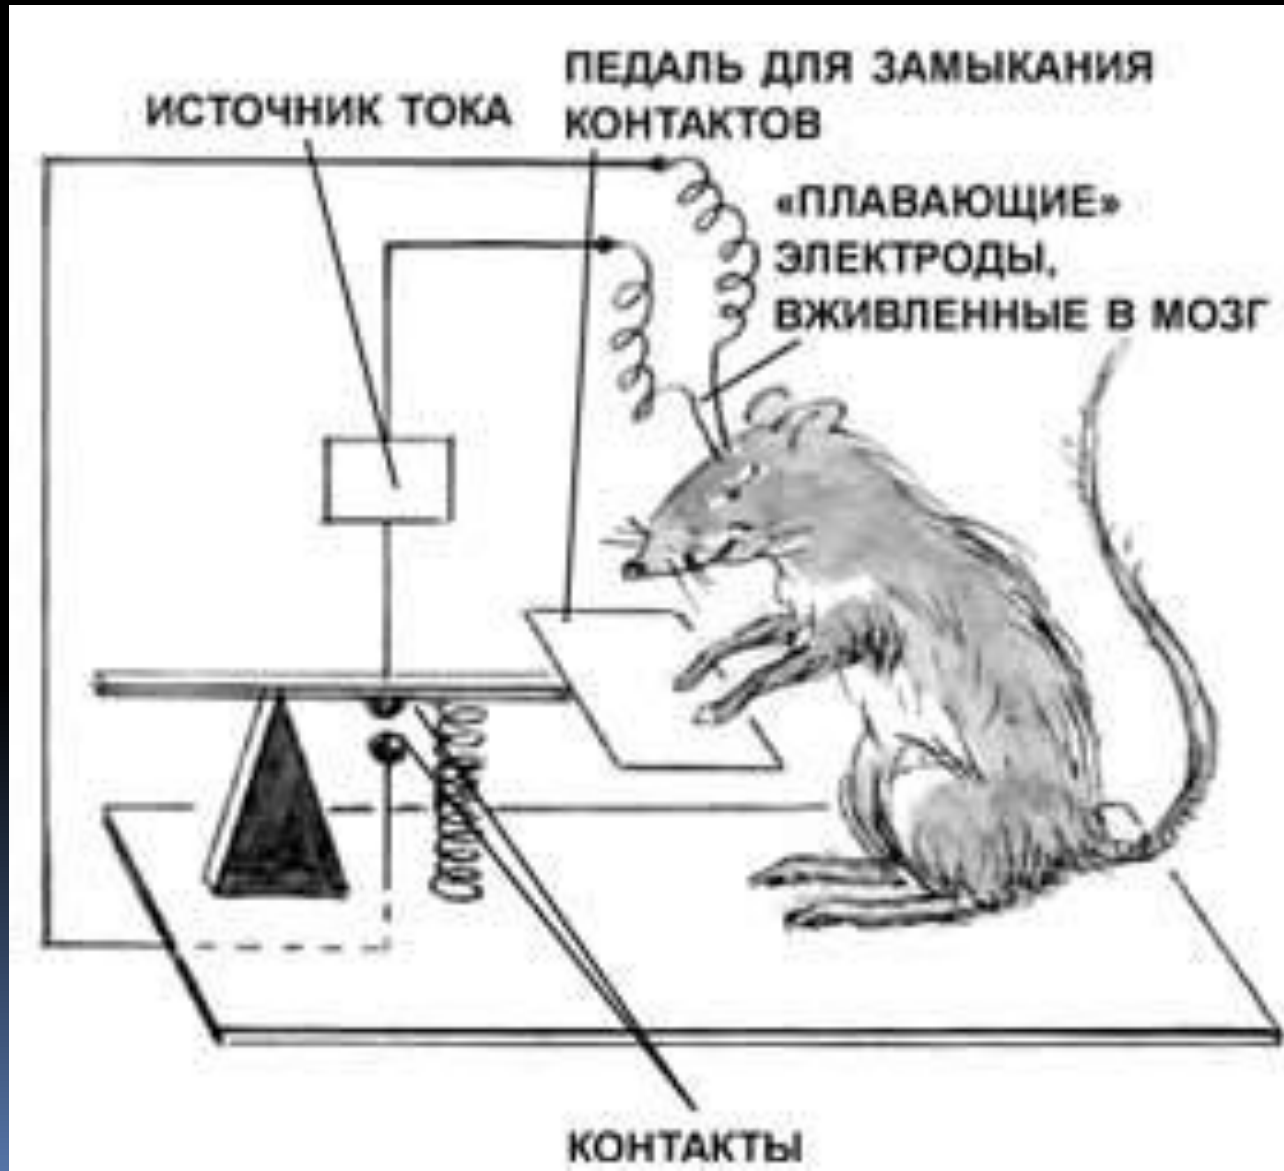 ПЕДАЛЬ ДЛЯ ЗАМЫКАНИЯ
КОНТАКТОВ
ИСТОЧНИК ТОКА
«ПЛАВАЮЩИЕ»
ЭЛЕКТРОДЫ,
ВЖИВЛЕННЫЕ В МОЗГ
КОНТАКТЫ